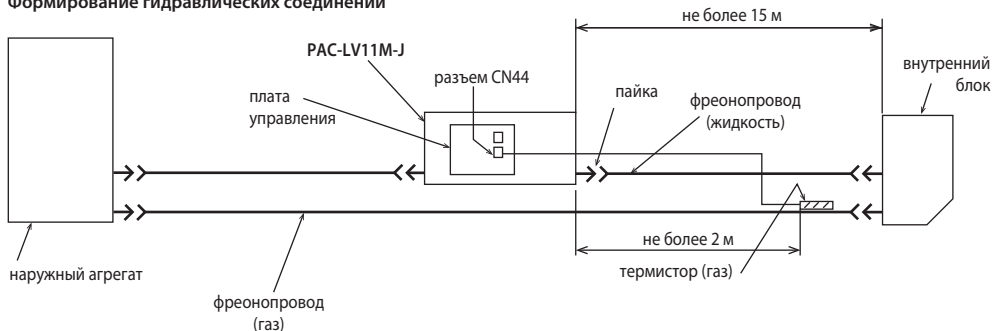 Формирование гидравлических соединений
не более 15 м
PAC-LV11M-J
разъем CN44
плата
управления
пайка
фреонопровод
(жидкость)
внутренний
блок
не более 2 м
термистор (газ)
наружный агрегат
фреонопровод
(газ)